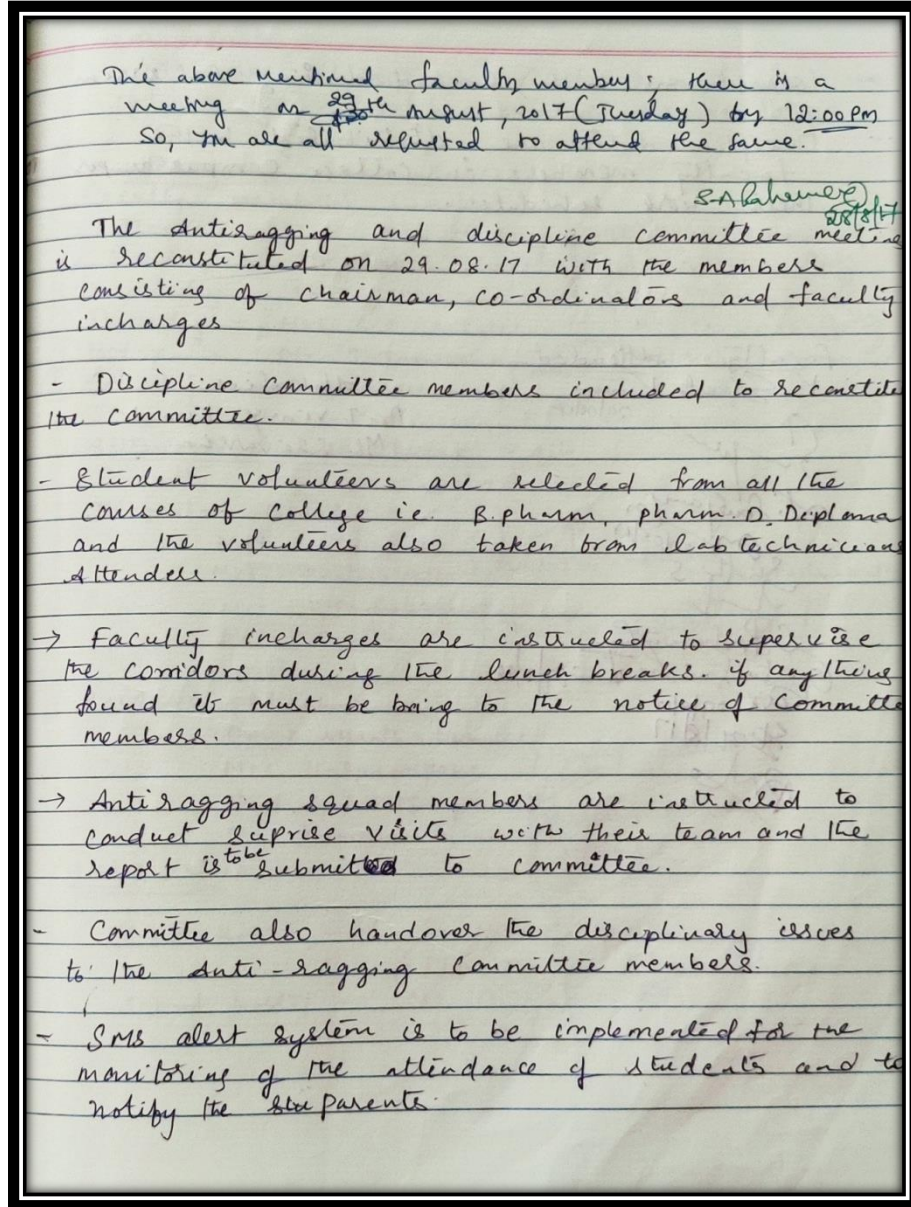 The above mentioned faculty members, there is a
meeting on 29th August, 2017 (Tuesday) by 12:00 PM
So, you are all requested to attend the same.
28/8/17
The Antiragging and discipline committee meeting
is reconstituted on 29.08.17 with the members
consisting of chairman, co-ordinators and faculty
incharges
- Discipline committee members included to reconstitute
the committee.
- Student volunteers are selected from all the
courses of college i.e. B.pharm, pharm.D, Diploma
and the volunteers also taken from lab technicians
Attenders.
→ Faculty incharges are instructed to supervise
the corridors during the lunch breaks. if any thing
found it must be bring to the notice of committee
members.
→ Anti ragging squad members are instructed to
conduct suprise visits with their team and the
report is to be submitted to committee.
- Committee also handover the disciplinary issues
to the Anti-ragging committee members.
- SMS alert system is to be implemented for the
monitoring of the attendance of students and to
notify the parents.